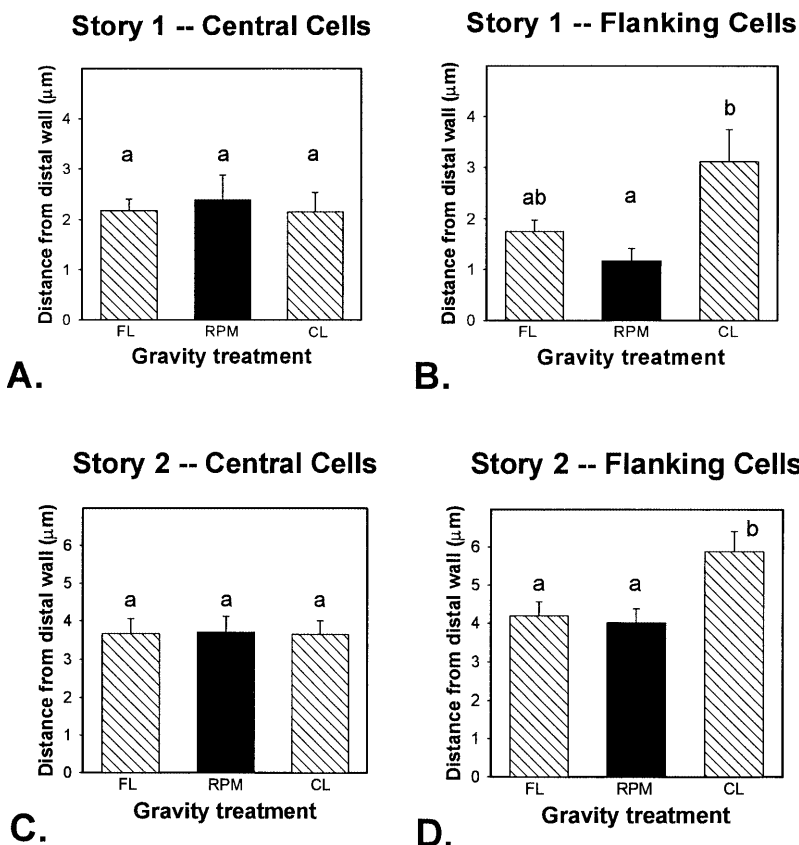 Story 1 -- Central Cells
Distance from distal wall (μm)
4
3
2
1
0
a
a
a
FL
RPM
CL
Gravity treatment
A.
Story 1 -- Flanking Cells
Distance from distal wall (μm)
4
3
2
1
0
ab
a
b
FL
RPM
CL
Gravity treatment
B.
Story 2 -- Central Cells
Distance from distal wall (μm)
6
5
4
3
2
1
0
a
a
a
FL
RPM
CL
Gravity treatment
C.
Story 2 -- Flanking Cells
Distance from distal wall (μm)
6
5
4
3
2
1
0
a
a
b
FL
RPM
CL
Gravity treatment
D.